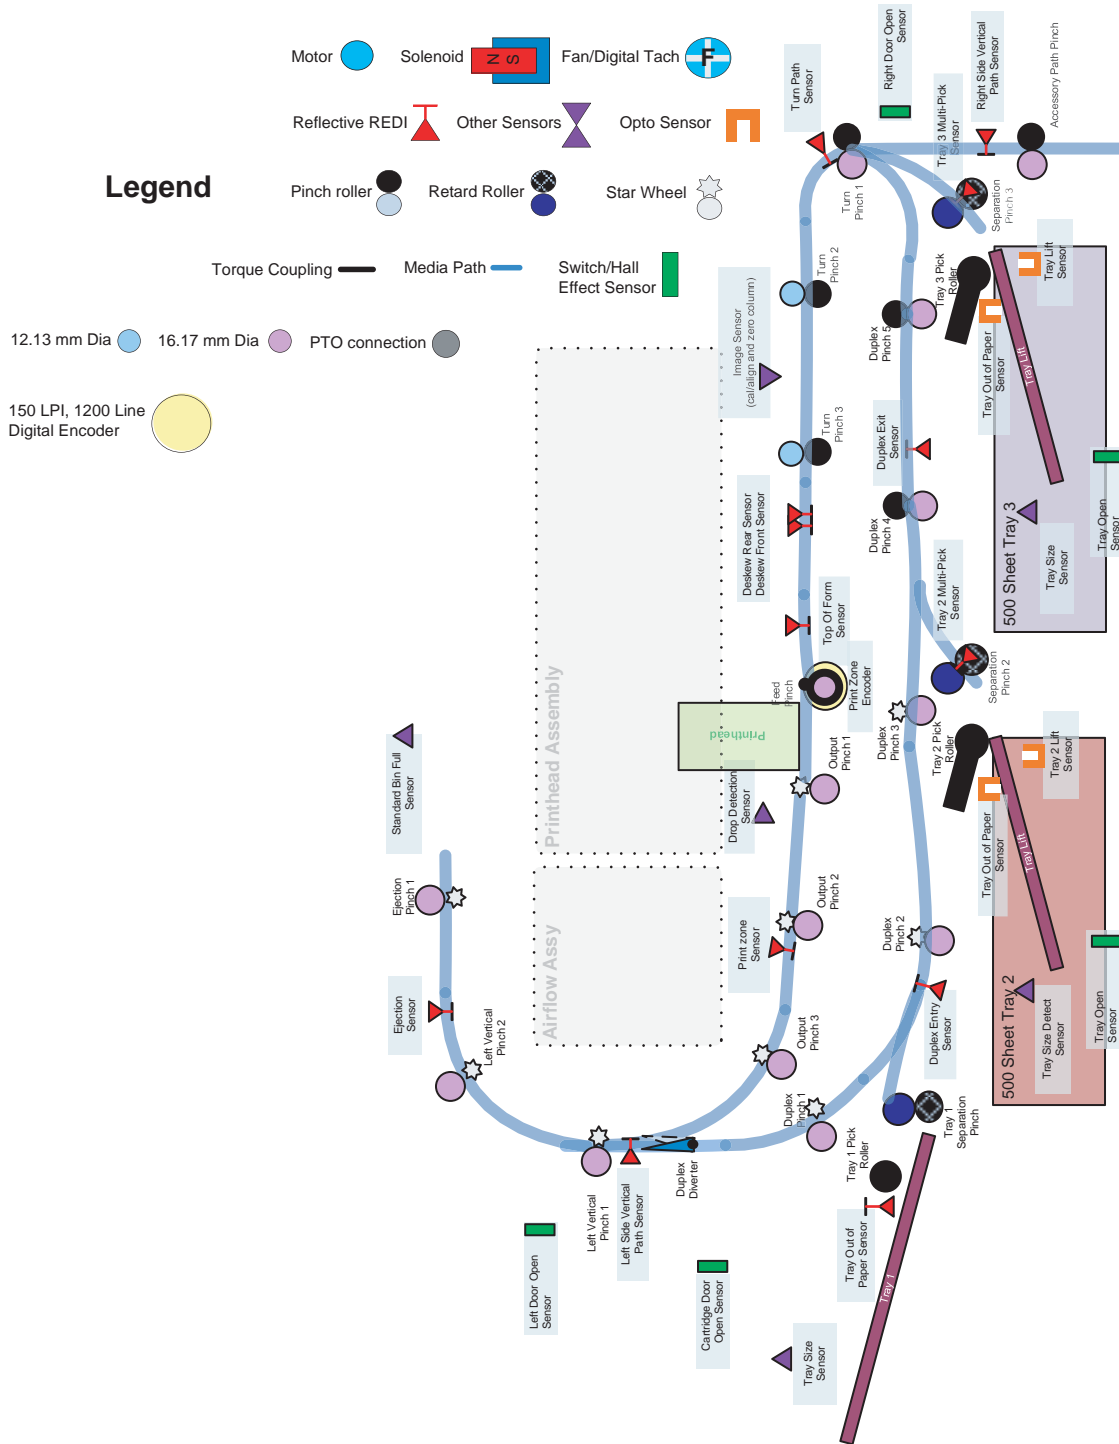 Motor
Solenoid
N
S
Fan/Digital Tach
F
Reflective REDI
Other Sensors
Opto Sensor
Legend
Pinch roller
Retard Roller
Star Wheel
Torque Coupling
Media Path
Switch/Hall
Effect Sensor
12.13 mm Dia
16.17 mm Dia
PTO connection
150 LPI, 1200 Line
Digital Encoder
Turn Path
Sensor
Right Door Open
Sensor
Tray 3 Multi-Pick
Sensor
Right Side Vertical
Path Sensor
Accessory Path Pinch
Turn
Pinch 1
Separation
Pinch 3
Turn
Pinch 2
Image Sensor
(cal/align and zero column)
Duplex
Pinch 5
Tray 3 Pick
Roller
Tray Lift
Sensor
Tray Out of Paper
Sensor
Tray Lift
Turn
Pinch 3
Duplex Exit
Sensor
Deskew Rear Sensor
Deskew Front Sensor
Duplex
Pinch 4
500 Sheet Tray 3
Tray Size
Sensor
Tray Open
Sensor
Top Of Form
Sensor
Tray 2 Multi-Pick
Sensor
Separation
Pinch 2
Feed
Pinch
Print Zone
Encoder
Printhead Assembly
Printhead
Output
Pinch 1
Duplex
Pinch 3
Tray 2 Pick
Roller
Tray 2 Lift
Sensor
Standard Bin Full
Sensor
Drop Detection
Sensor
Tray Out of Paper
Sensor
Tray Lift
Ejection
Pinch 1
Output
Pinch 2
Duplex
Pinch 2
Airflow Assy
Print zone
Sensor
Ejection
Sensor
Left Vertical
Pinch 2
Output
Pinch 3
Duplex Entry
Sensor
500 Sheet Tray 2
Tray Size Detect
Sensor
Tray Open
Sensor
Duplex
Pinch 1
Tray 1
Separation
Pinch
Duplex
Diverter
Tray 1 Pick
Roller
Left Vertical
Pinch 1
Left Side Vertical
Path Sensor
Tray Out of
Paper Sensor
Tray 1
Left Door Open
Sensor
Cartridge Door
Open Sensor
Tray Size
Sensor